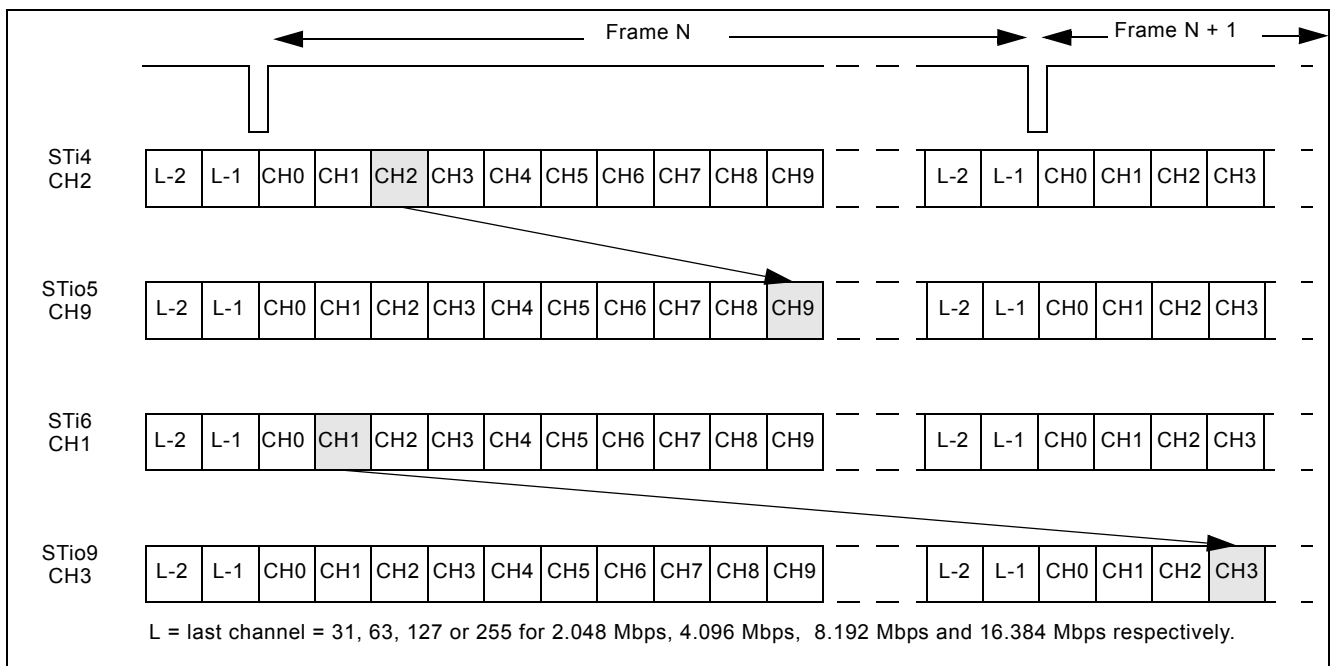 Frame N
Frame N + 1
STi4
CH2
L-2 L-1 CH0 CH1 CH2 CH3 CH4 CH5 CH6 CH7 CH8 CH9 L-2 L-1 CH0 CH1 CH2 CH3
STio5
CH9
L-2 L-1 CH0 CH1 CH2 CH3 CH4 CH5 CH6 CH7 CH8 CH9 L-2 L-1 CH0 CH1 CH2 CH3
STi6
CH1
L-2 L-1 CH0 CH1 CH2 CH3 CH4 CH5 CH6 CH7 CH8 CH9 L-2 L-1 CH0 CH1 CH2 CH3
STio9
CH3
L-2 L-1 CH0 CH1 CH2 CH3 CH4 CH5 CH6 CH7 CH8 CH9 L-2 L-1 CH0 CH1 CH2 CH3
L = last channel = 31, 63, 127 or 255 for 2.048 Mbps, 4.096 Mbps, 8.192 Mbps and 16.384 Mbps respectively.